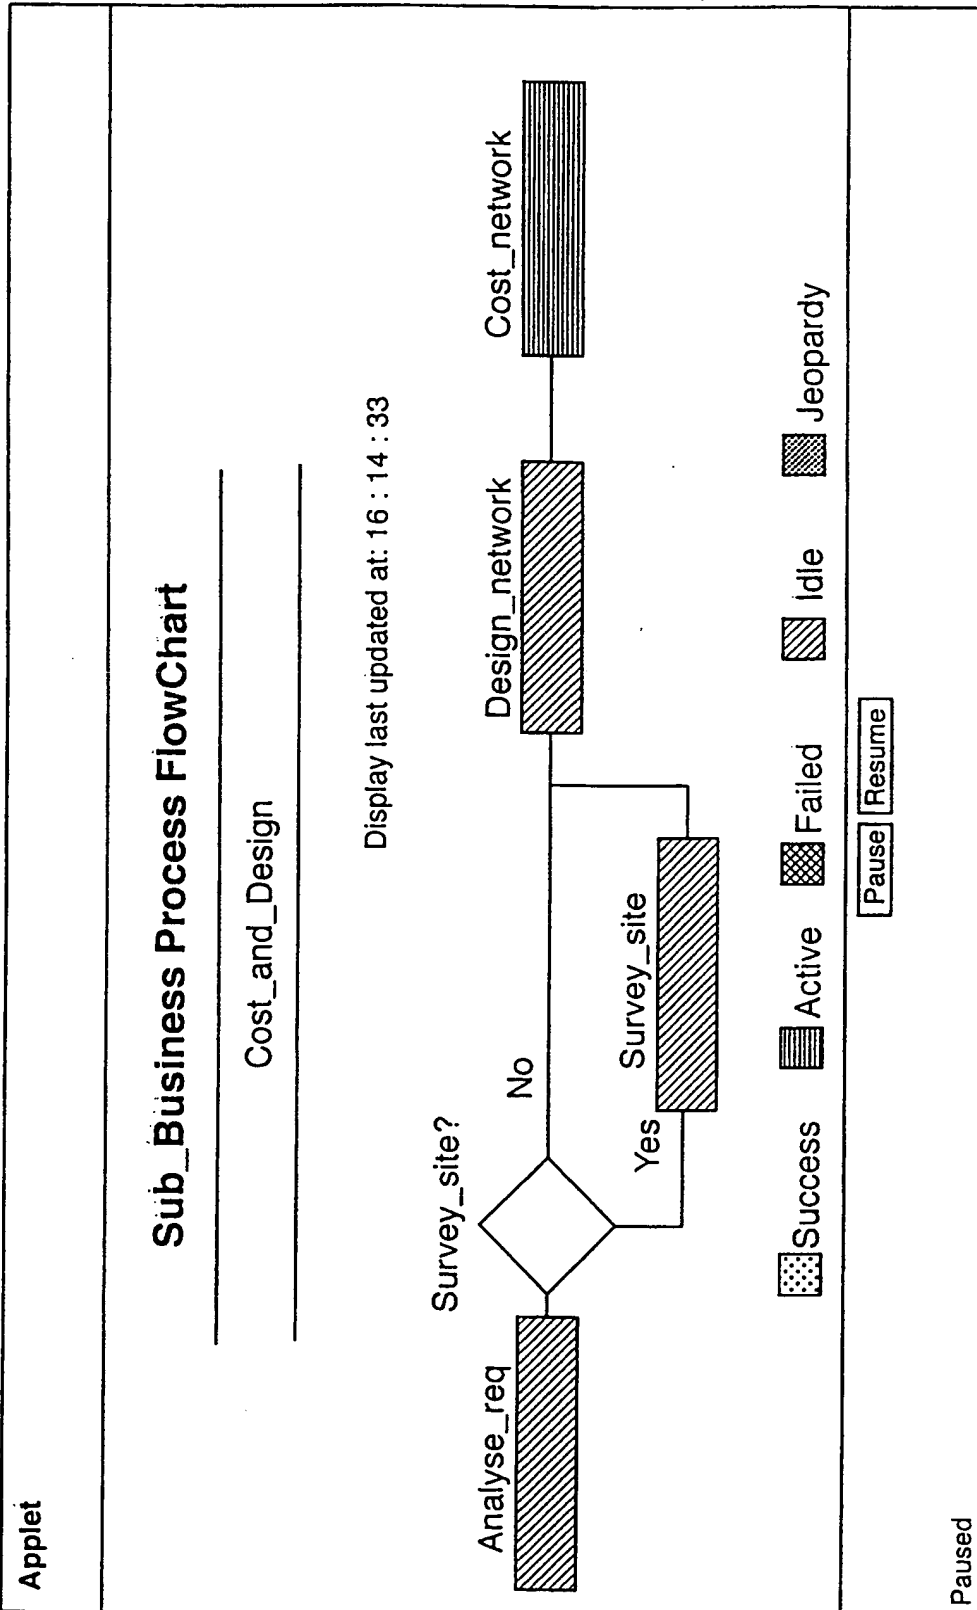 Applet
Sub_Business Process FlowChart
Cost_and_Design
Display last updated at: 16 : 14 : 33
Survey_site?
Analyse_req
No
Design_network
Cost_network
Yes
Survey_site
Success Active Failed Idle Jeopardy
Pause Resume
Paused